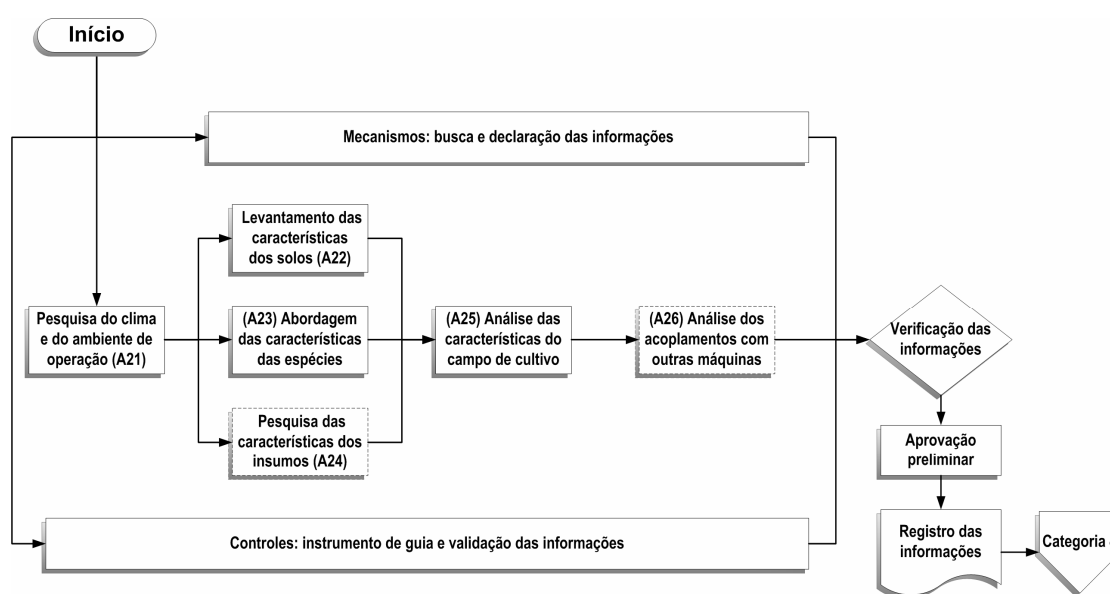 Início
Mecanismos: busca e declaração das informações
Levantamento das
características
dos solos (A22)
Pesquisa do clima
e do ambiente de
operação (A21)
(A23) Abordagem
das características
das espécies
(A25) Análise das
características do
campo de cultivo
(A26) Análise dos
acoplamentos com
outras máquinas
Verificação das
informações
Pesquisa das
características dos
insumos (A24)
Aprovação
preliminar
Controles: instrumento de guia e validação das informações
Registro das
informações
Categoria